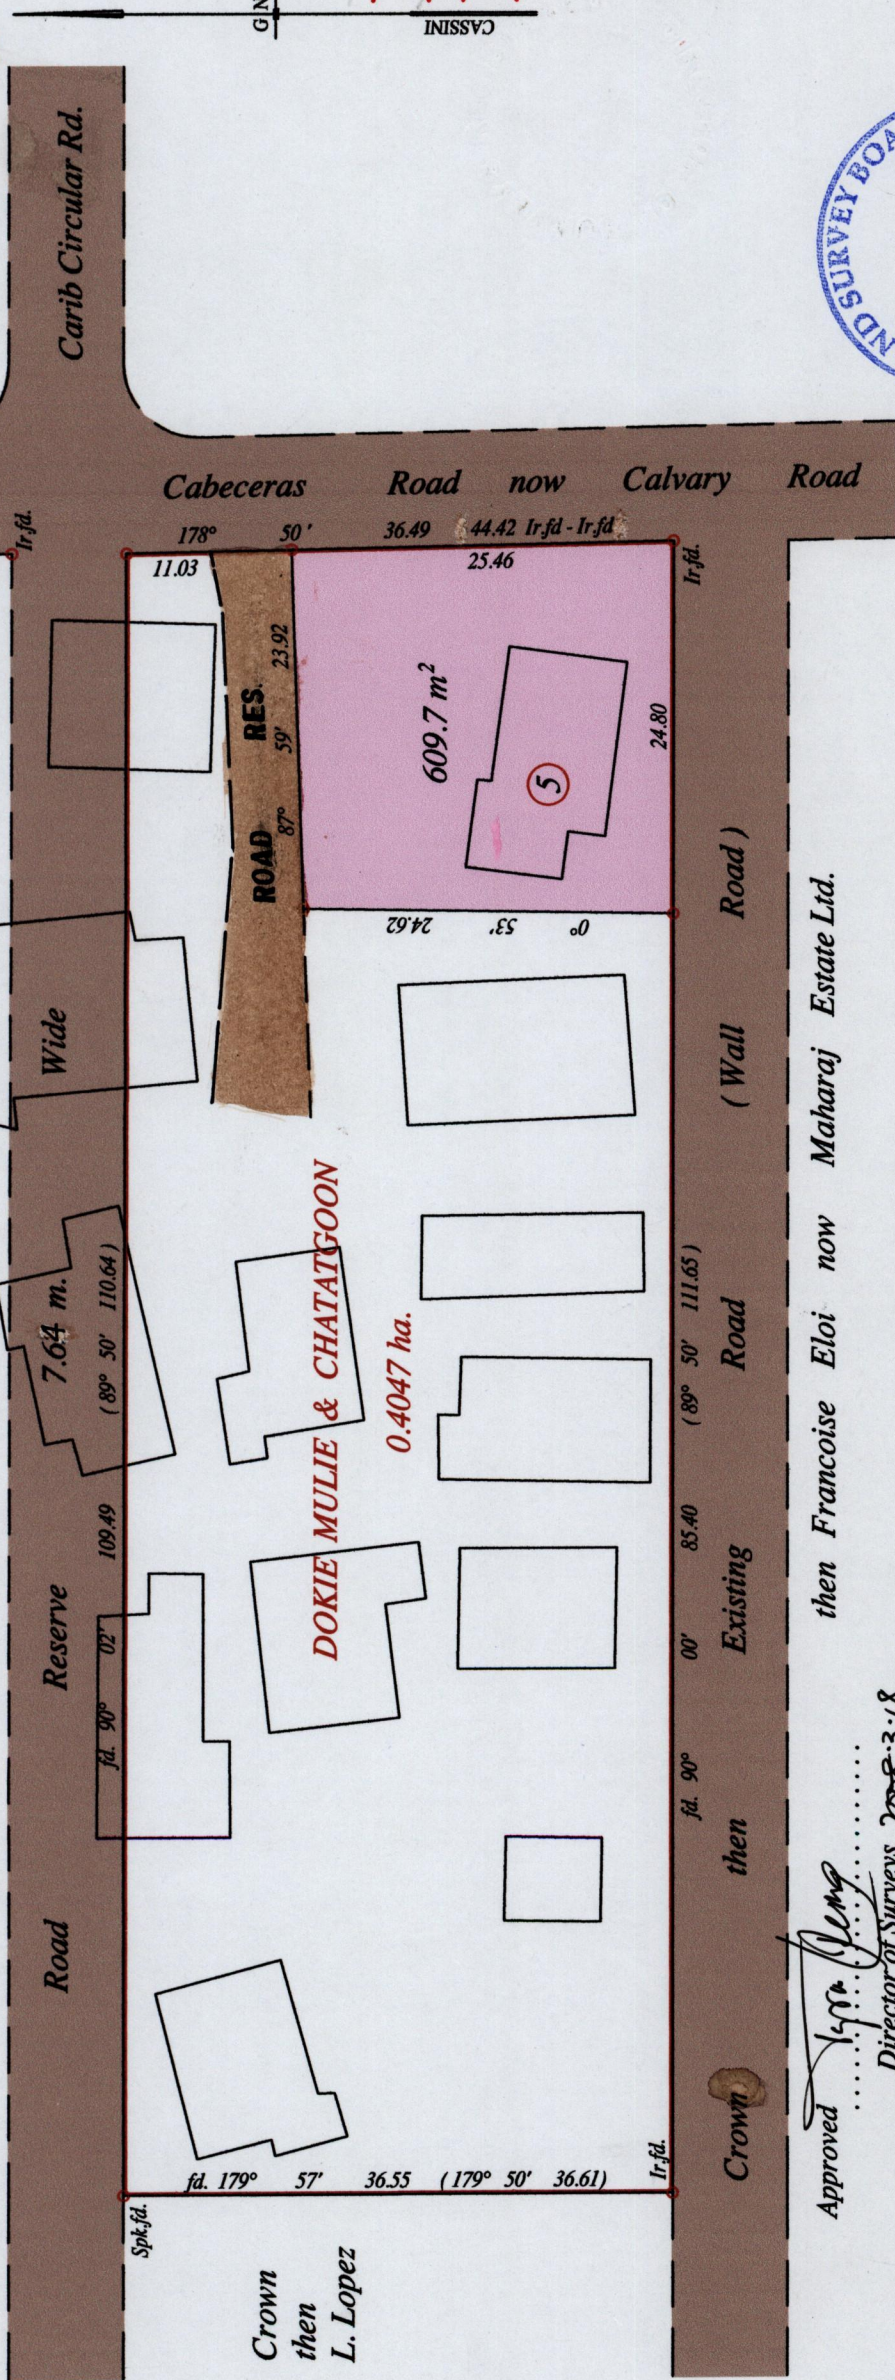 CASSINI
G N
Carib Circular Rd.
ND SURVEY BOA
Cabeceras Road now Calvary Road
Ir.fd.
178° 50' 36.49 44.42 Ir.fd - Ir.fd
11.03
25.46
Ir.fd.
ROAD RES.
87° 59' 23.92
609.7 m²
5
24.80
0° 53' 24.62
Road Reserve 7.64 m. Wide
fd. 90° 02' 109.49 (89° 50' 110.64)
DOKIE MULIE & CHATATGOON
0.4047 ha.
fd. 90° 00' 85.40 (89° 50' 111.65)
Crown then Existing Road (Wall Road)
then Francoise Eloi now Maharaj Estate Ltd.
fd. 179° 57' 36.55 (179° 50' 36.61)
Spk.fd.
Ir.fd.
Crown
then
L. Lopez
Approved
Director of Surveys